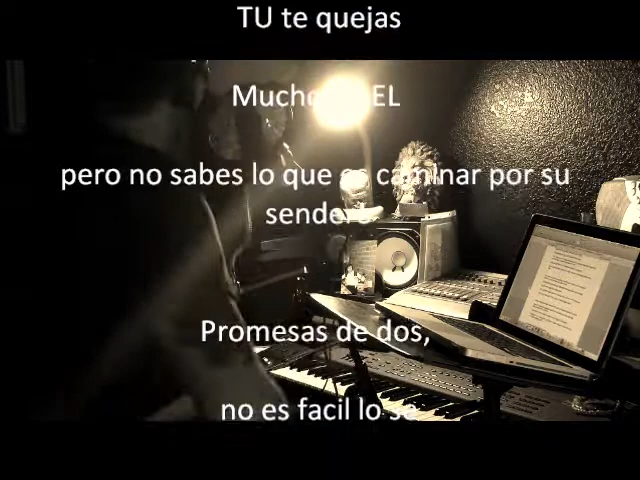 TU te quejas
Mucho EL
pero no sabes lo que es caminar por su
sendero
Promesas de dos,
no es facil lo se